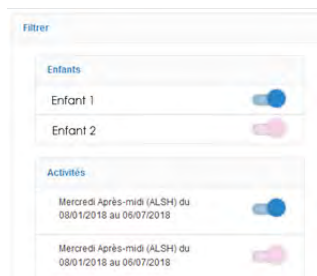 Filtrer
Enfants
Enfant 1
Enfant 2
Activités
Mercredi Après-midi (ALSH) du
08/01/2018 au 06/07/2018
Mercredi Après-midi (ALSH) du
08/01/2018 au 06/07/2018